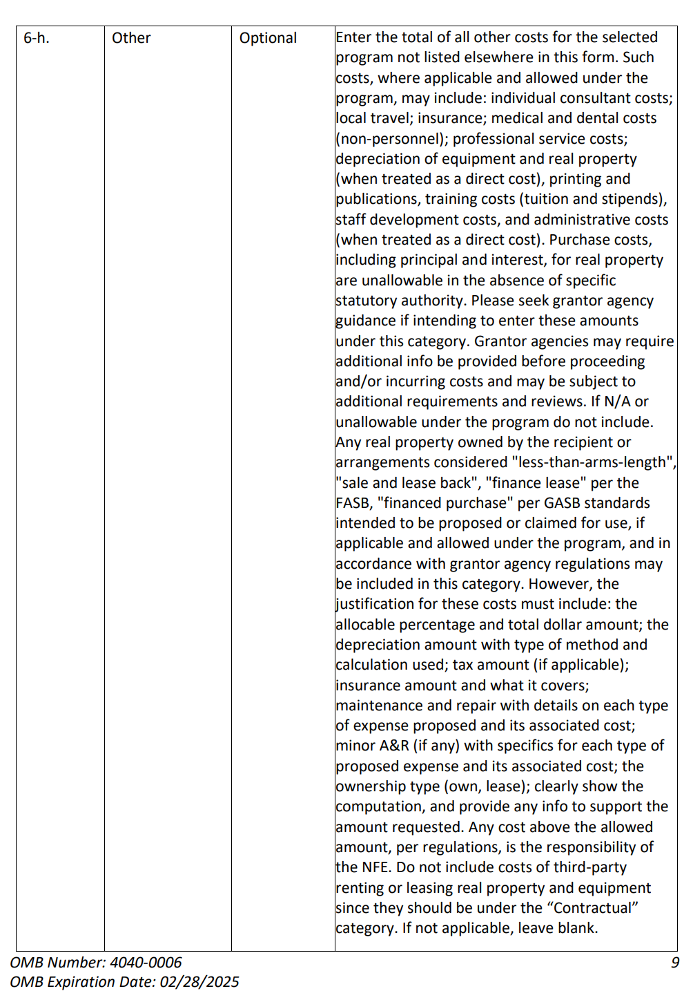 6-h. Other Optional Enter the total of all other costs for the selected
program not listed elsewhere in this form. Such
costs, where applicable and allowed under the
program, may include: individual consultant costs;
local travel; insurance; medical and dental costs
(non-personnel); professional service costs;
depreciation of equipment and real property
(when treated as a direct cost), printing and
publications, training costs (tuition and stipends),
staff development costs, and administrative costs
(when treated as a direct cost). Purchase costs,
including principal and interest, for real property
are unallowable in the absence of specific
statutory authority. Please seek grantor agency
guidance if intending to enter these amounts
under this category. Grantor agencies may require
additional info be provided before proceeding
and/or incurring costs and may be subject to
additional requirements and reviews. If N/A or
unallowable under the program do not include.
Any real property owned by the recipient or
arrangements considered "less-than-arms-length",
"sale and lease back", "finance lease" per the
FASB, "financed purchase" per GASB standards
intended to be proposed or claimed for use, if
applicable and allowed under the program, and in
accordance with grantor agency regulations may
be included in this category. However, the
justification for these costs must include: the
allocable percentage and total dollar amount; the
depreciation amount with type of method and
calculation used; tax amount (if applicable);
insurance amount and what it covers;
maintenance and repair with details on each type
of expense proposed and its associated cost;
minor A&R (if any) with specifics for each type of
proposed expense and its associated cost; the
ownership type (own, lease); clearly show the
computation, and provide any info to support the
amount requested. Any cost above the allowed
amount, per regulations, is the responsibility of
the NFE. Do not include costs of third-party
renting or leasing real property and equipment
since they should be under the “Contractual”
category. If not applicable, leave blank.
OMB Number: 4040-0006 9
OMB Expiration Date: 02/28/2025